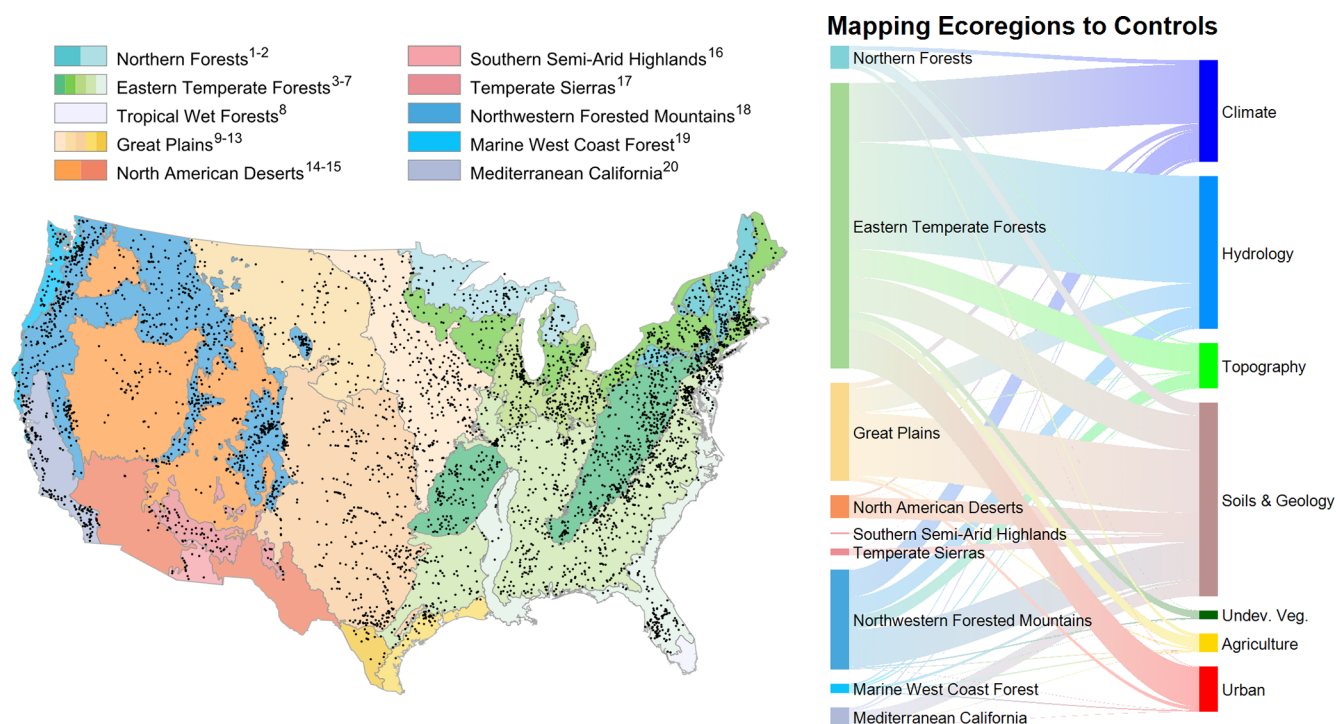 Northern Forests1-2
Eastern Temperate Forests3-7
Tropical Wet Forests8
Great Plains9-13
North American Deserts14-15
Southern Semi-Arid Highlands16
Temperate Sierras17
Northwestern Forested Mountains18
Marine West Coast Forest19
Mediterranean California20
Mapping Ecoregions to Controls
Northern Forests
Eastern Temperate Forests
Great Plains
North American Deserts
Southern Semi-Arid Highlands
Temperate Sierras
Northwestern Forested Mountains
Marine West Coast Forest
Mediterranean California
Climate
Hydrology
Topography
Soils & Geology
Undev. Veg.
Agriculture
Urban